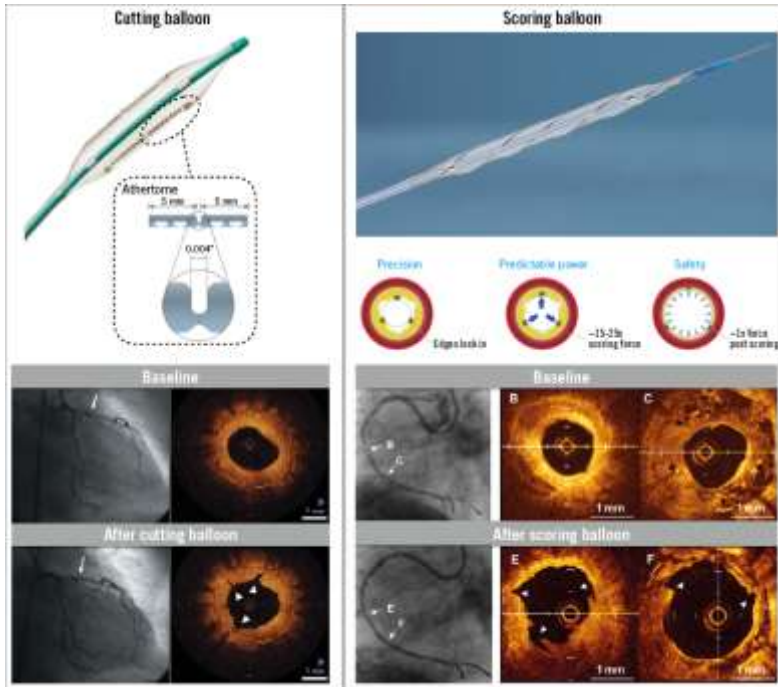 Cutting balloon
Athertome
5 mm
5 mm
0.004"
Baseline
1 mm
After cutting balloon
1 mm
Scoring balloon
Precision
Predictable power
Safety
Edges lock in
~15-25x
scoring force
~1x force
post scoring
Baseline
B
C
B
C
1 mm
1 mm
After scoring balloon
E
F
E
F
1 mm
1 mm